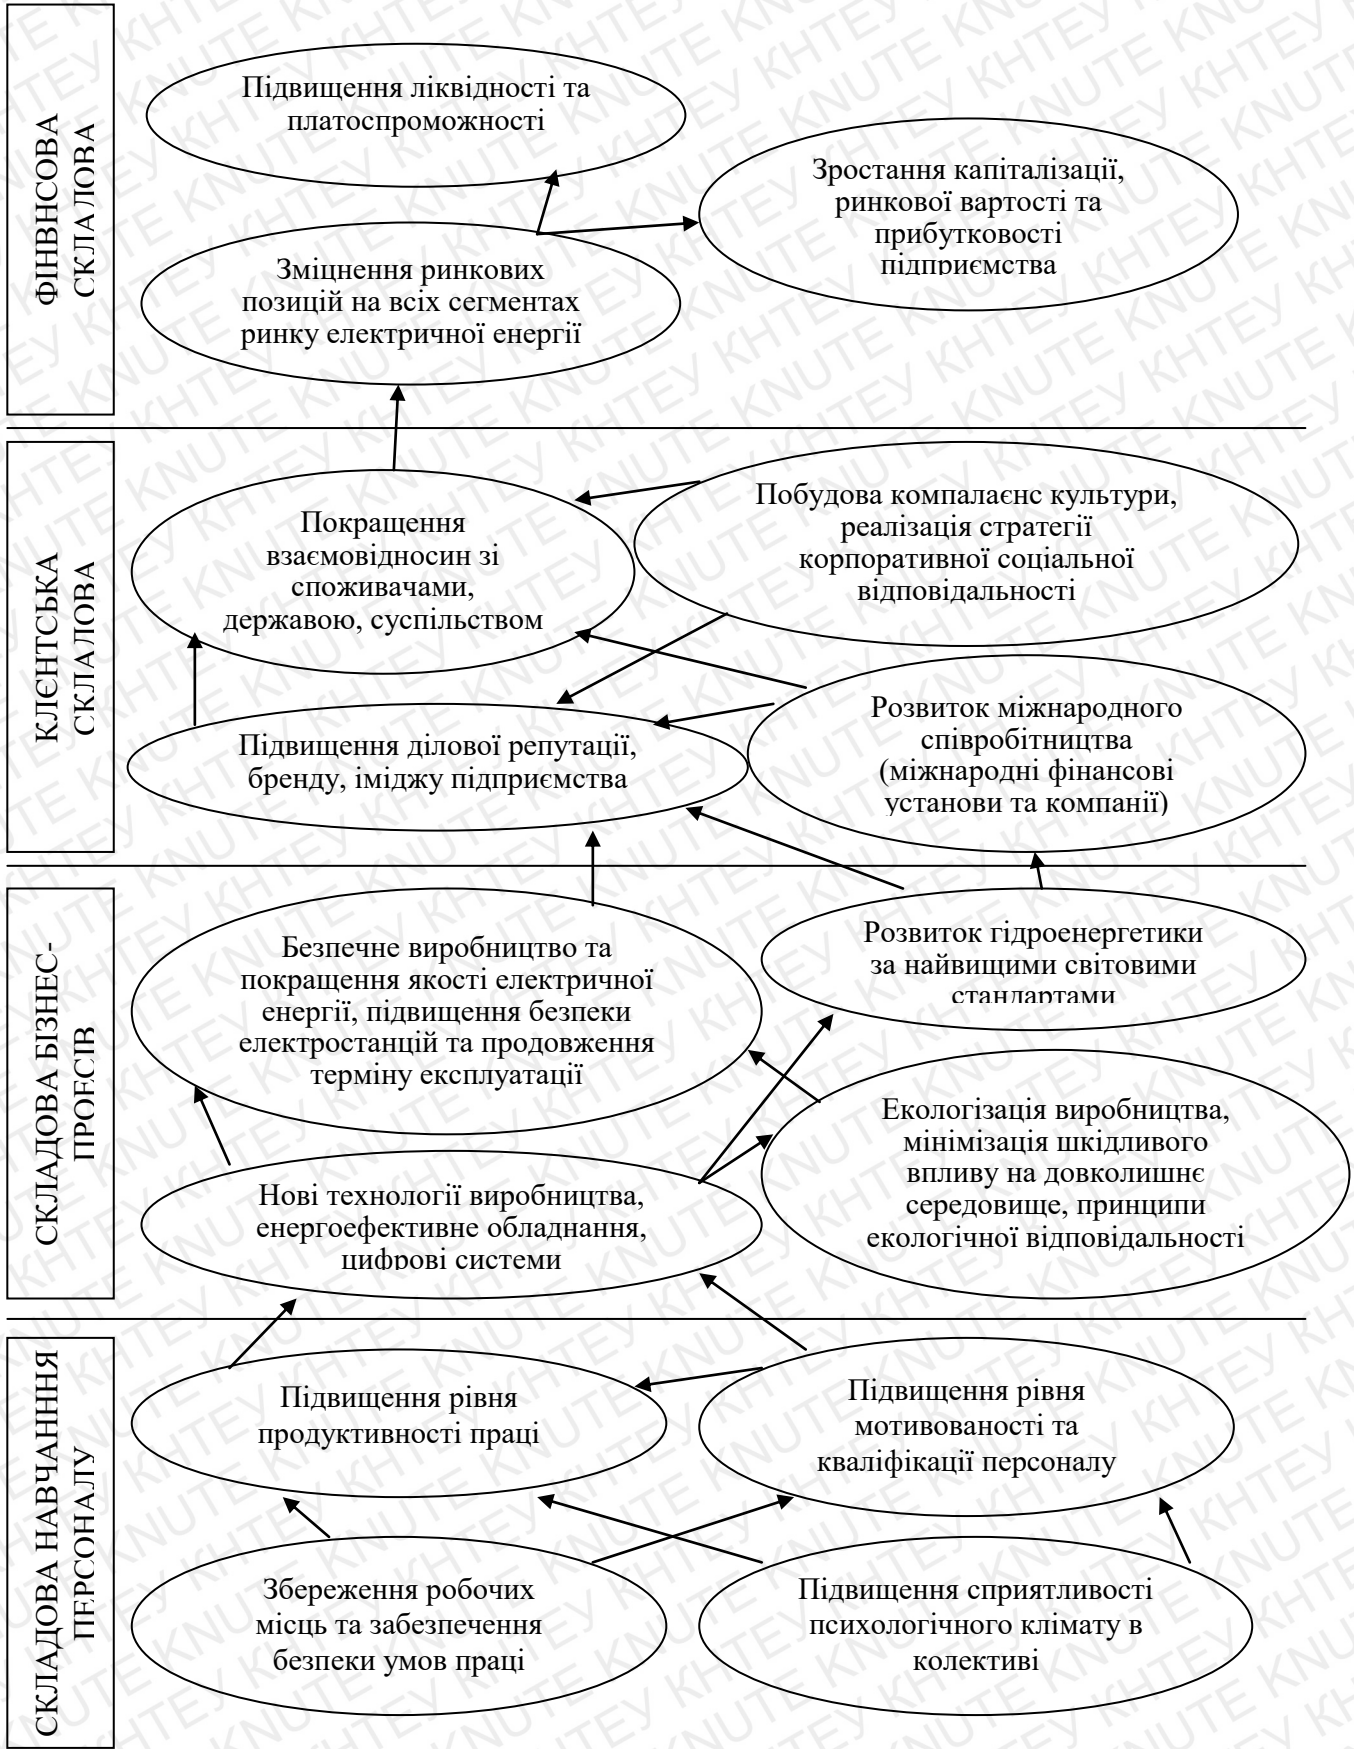 ФІНВНСОВА
СКЛАДОВА
Підвищення ліквідності та
платоспроможності
Зростання капіталізації,
ринкової вартості та
прибутковості
підприємства
Зміцнення ринкових
позицій на всіх сегментах
ринку електричної енергії
КЛІЄНТСЬКА
СКЛАДОВА
Покращення
взаємовідносин зі
споживачами,
державою, суспільством
Побудова компалаєнс культури,
реалізація стратегії
корпоративної соціальної
відповідальності
Підвищення ділової репутації,
бренду, іміджу підприємства
Розвиток міжнародного
співробітництва
(міжнародні фінансові
установи та компанії)
СКЛАДОВА БІЗНЕС-
ПРОЕСІВ
Безпечне виробництво та
покращення якості електричної
енергії, підвищення безпеки
електростанцій та продовження
терміну експлуатації
Розвиток гідроенергетики
за найвищими світовими
стандартами
Нові технології виробництва,
енергоефективне обладнання,
цифрові системи
Екологізація виробництва,
мінімізація шкідливого
впливу на довколишнє
середовище, принципи
екологічної відповідальності
СКЛАДОВА НАВЧАНННЯ
ПЕРСОНАЛУ
Підвищення рівня
продуктивності праці
Підвищення рівня
мотивованості та
кваліфікації персоналу
Збереження робочих
місць та забезпечення
безпеки умов праці
Підвищення сприятливості
психологічного клімату в
колективі